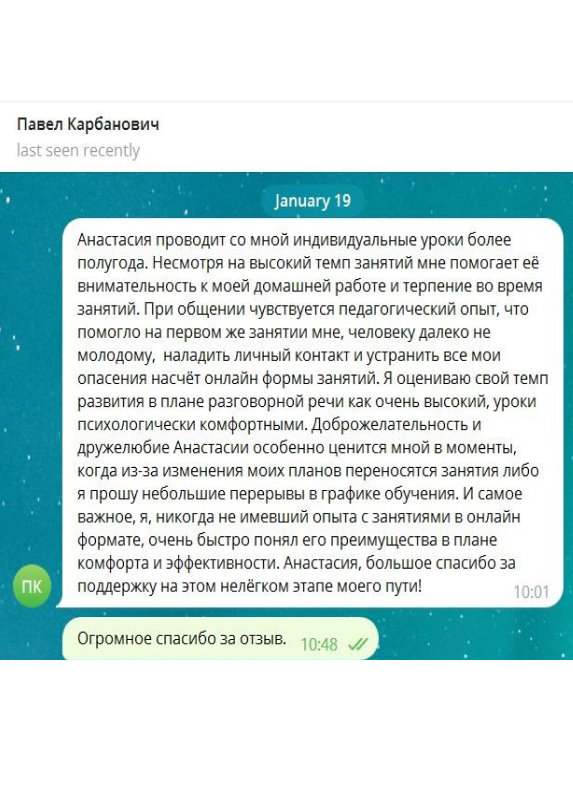 Павел Карбанович
last seen recently
January 19
Анастасия проводит со мной индивидуальные уроки более
полугода. Несмотря на высокий темп занятий мне помогает её
внимательность к моей домашней работе и терпение во время
занятий. При общении чувствуется педагогический опыт, что
помогло на первом же занятии мне, человеку далеко не
молодому, наладить личный контакт и устранить все мои
опасения насчёт онлайн формы занятий. Я оцениваю свой темп
развития в плане разговорной речи как очень высокий, уроки
психологически комфортными. Доброжелательность и
дружелюбие Анастасии особенно ценится мной в моменты,
когда из-за изменения моих планов переносятся занятия либо
я прошу небольшие перерывы в графике обучения. И самое
важное, я, никогда не имевший опыта с занятиями в онлайн
формате, очень быстро понял его преимущества в плане
комфорта и эффективности. Анастасия, большое спасибо за
поддержку на этом нелёгком этапе моего пути!
10:01
ПК
Огромное спасибо за отзыв. 10:48